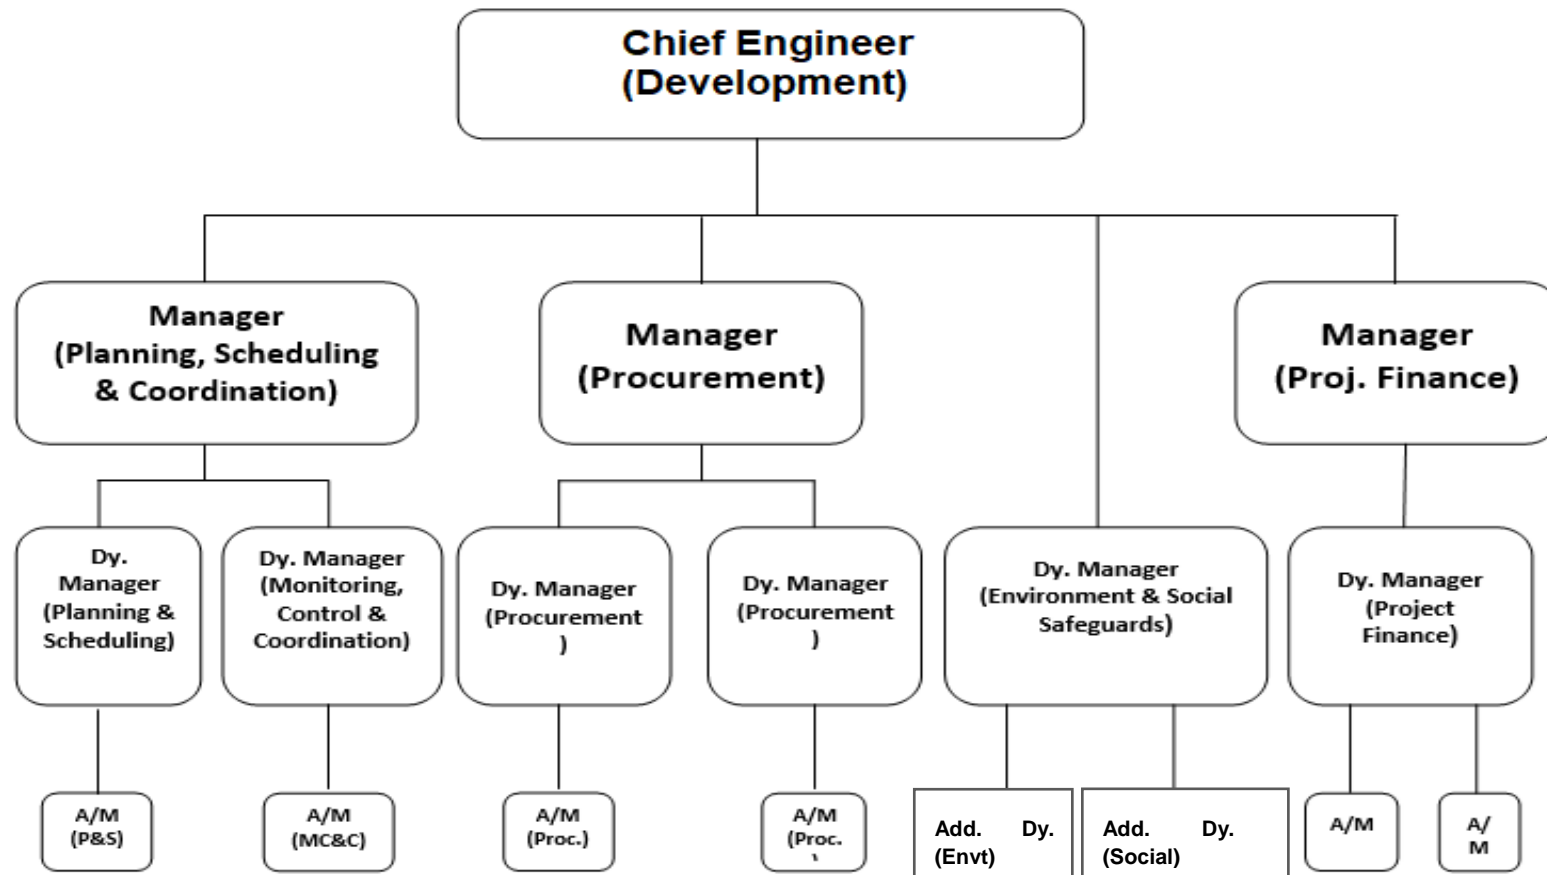 Chief Engineer
(Development)
Manager
(Planning, Scheduling
& Coordination)
Manager
(Procurement)
Manager
(Proj. Finance)
Dy.
Manager
(Planning &
Scheduling)
Dy. Manager
(Monitoring,
Control &
Coordination)
Dy. Manager
(Procurement
)
Dy. Manager
(Procurement
)
Dy. Manager
(Environment & Social
Safeguards)
Dy. Manager
(Project
Finance)
A/M
(P&S)
A/M
(MC&C)
A/M
(Proc.)
A/M
(Proc.
)
Add. Dy.
(Envt)
Add. Dy.
(Social)
A/M
A/
M